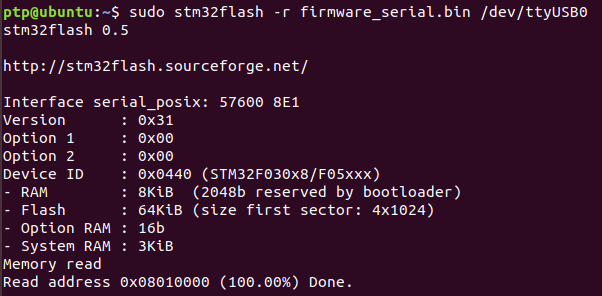 ptp@ubuntu:~$ sudo stm32flash -r firmware_serial.bin /dev/ttyUSB0
stm32flash 0.5
http://stm32flash.sourceforge.net/
Interface serial_posix: 57600 8E1
Version      : 0x31
Option 1     : 0x00
Option 2     : 0x00
Device ID    : 0x0440 (STM32F030x8/F05xxx)
- RAM        : 8KiB  (2048b reserved by bootloader)
- Flash      : 64KiB (size first sector: 4x1024)
- Option RAM : 16b
- System RAM : 3KiB
Memory read
Read address 0x08010000 (100.00%) Done.